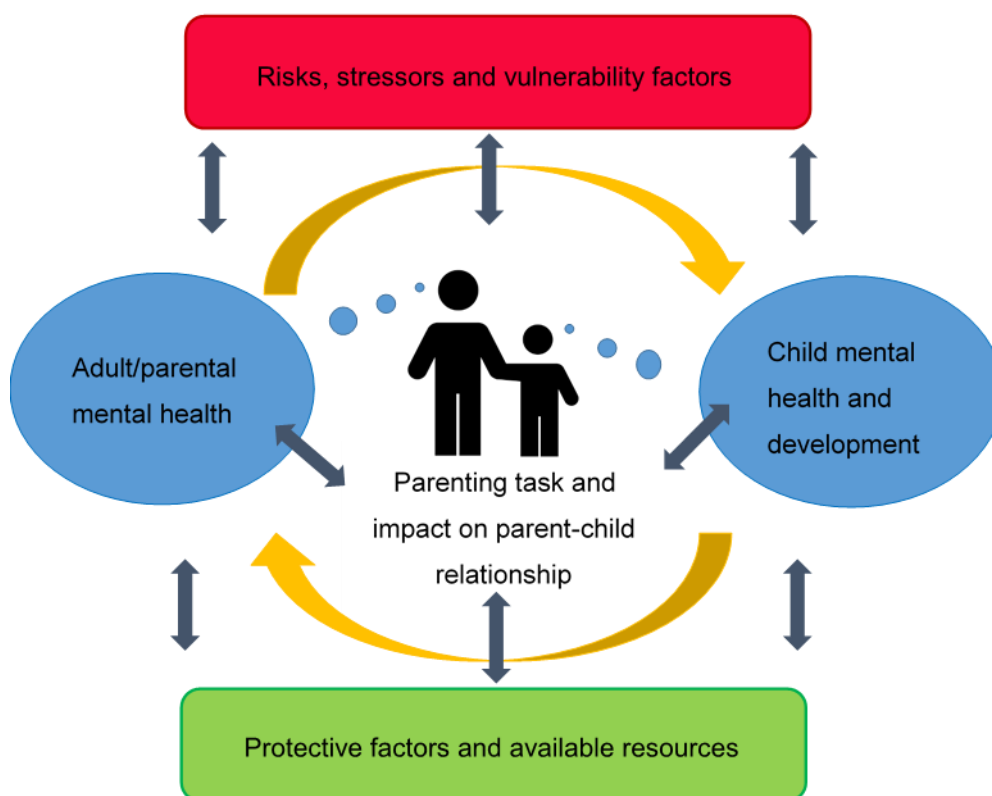 Risks, stressors and vulnerability factors
Adult/parental
mental health
Child mental
health and
development
Parenting task and
impact on parent-child
relationship
Protective factors and available resources